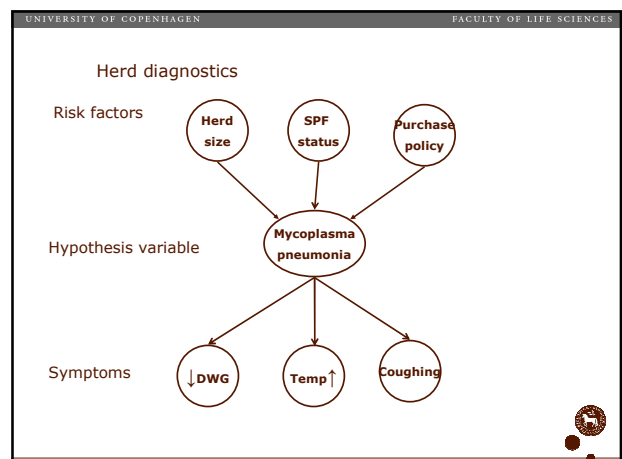 UNIVERSITY OF COPENHAGEN
FACULTY OF LIFE SCIENCES
Herd diagnostics
Risk factors
Herd
size
SPF
status
Purchase
policy
Hypothesis variable
Mycoplasma
pneumonia
Symptoms
↓DWG
Temp↑
Coughing